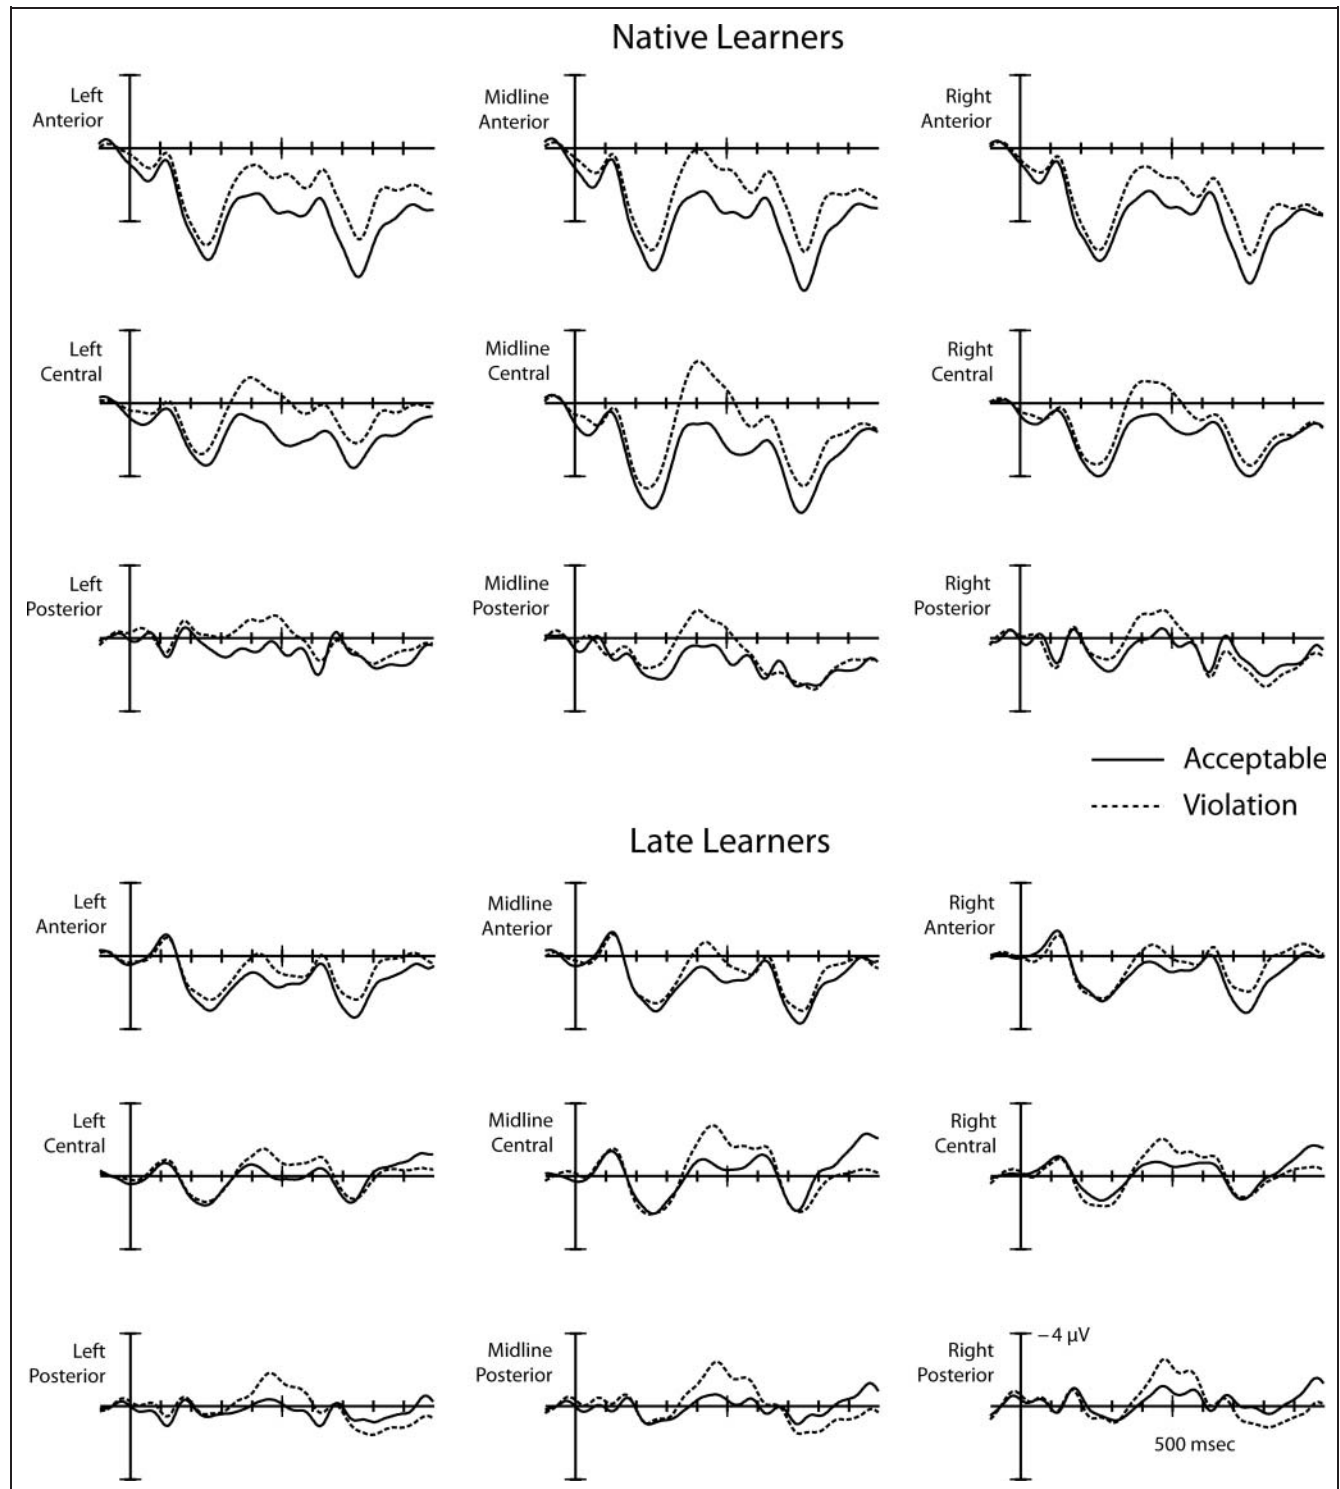 Native Learners
Left
Anterior
Midline
Anterior
Right
Anterior
Left
Central
Midline
Central
Right
Central
Left
Posterior
Midline
Posterior
Right
Posterior
Acceptable
Violation
Late Learners
Left
Anterior
Midline
Anterior
Right
Anterior
Left
Central
Midline
Central
Right
Central
Left
Posterior
Midline
Posterior
Right
Posterior
−4 µV
500 msec